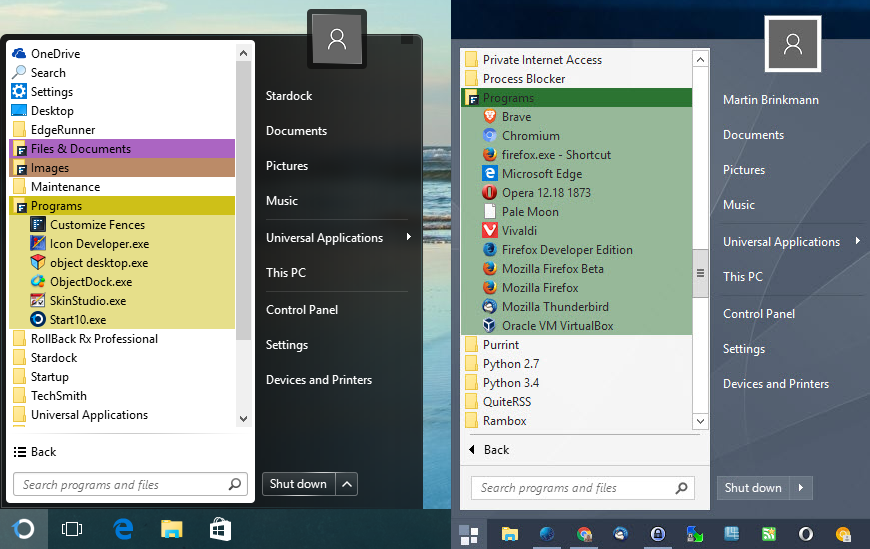 OneDrive
Search
Settings
Desktop
EdgeRunner
Files & Documents
Images
Maintenance
Programs
Customize Fences
Icon Developer.exe
object desktop.exe
ObjectDock.exe
SkinStudio.exe
Start10.exe
RollBack Rx Professional
Stardock
Startup
TechSmith
Universal Applications
Back
Search programs and files
Stardock
Documents
Pictures
Music
Universal Applications
This PC
Control Panel
Settings
Devices and Printers
Shut down
Private Internet Access
Process Blocker
Programs
Brave
Chromium
firefox.exe - Shortcut
Microsoft Edge
Opera 12.18 1873
Pale Moon
Vivaldi
Firefox Developer Edition
Mozilla Firefox Beta
Mozilla Firefox
Mozilla Thunderbird
Oracle VM VirtualBox
Purrint
Python 2.7
Python 3.4
QuiteRSS
Rambox
Back
Search programs and files
Martin Brinkmann
Documents
Pictures
Music
Universal Applications
This PC
Control Panel
Settings
Devices and Printers
Shut down